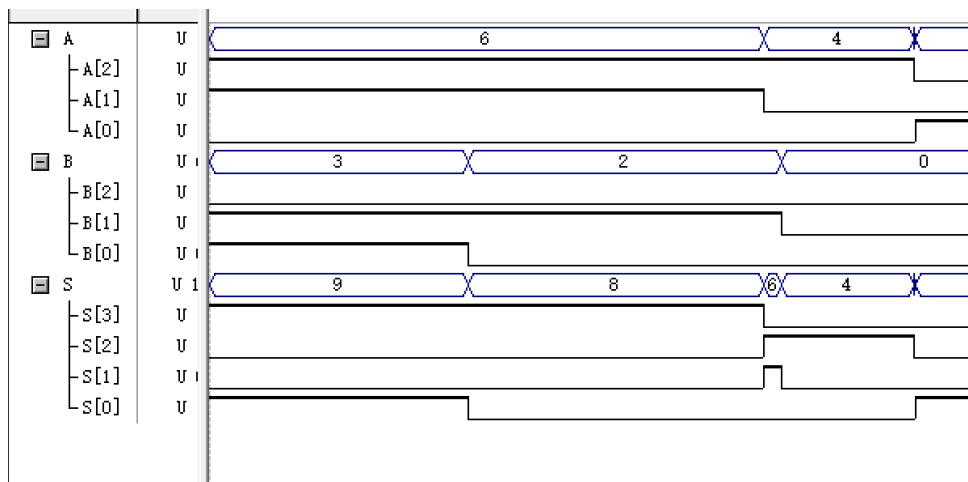 A U 6 4
A[2] U
A[1] U
A[0] U
B U 3 2 0
B[2] U
B[1] U
B[0] U
S U 1 9 8 6 4
S[3] U
S[2] U
S[1] U
S[0] U